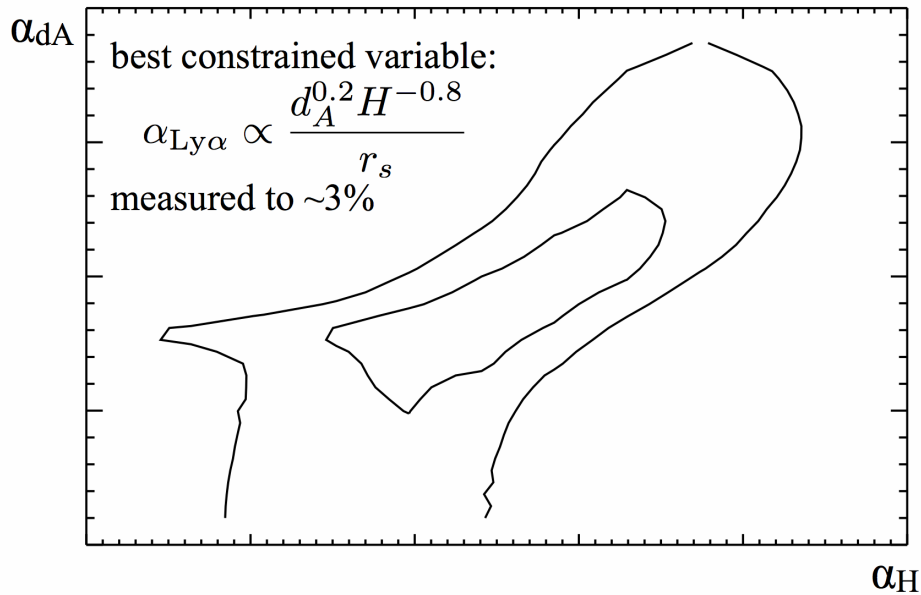 α_dA
best constrained variable:
α_Lyα ∝ d_A^0.2 H^−0.8 / r_s
measured to ~3%
α_H